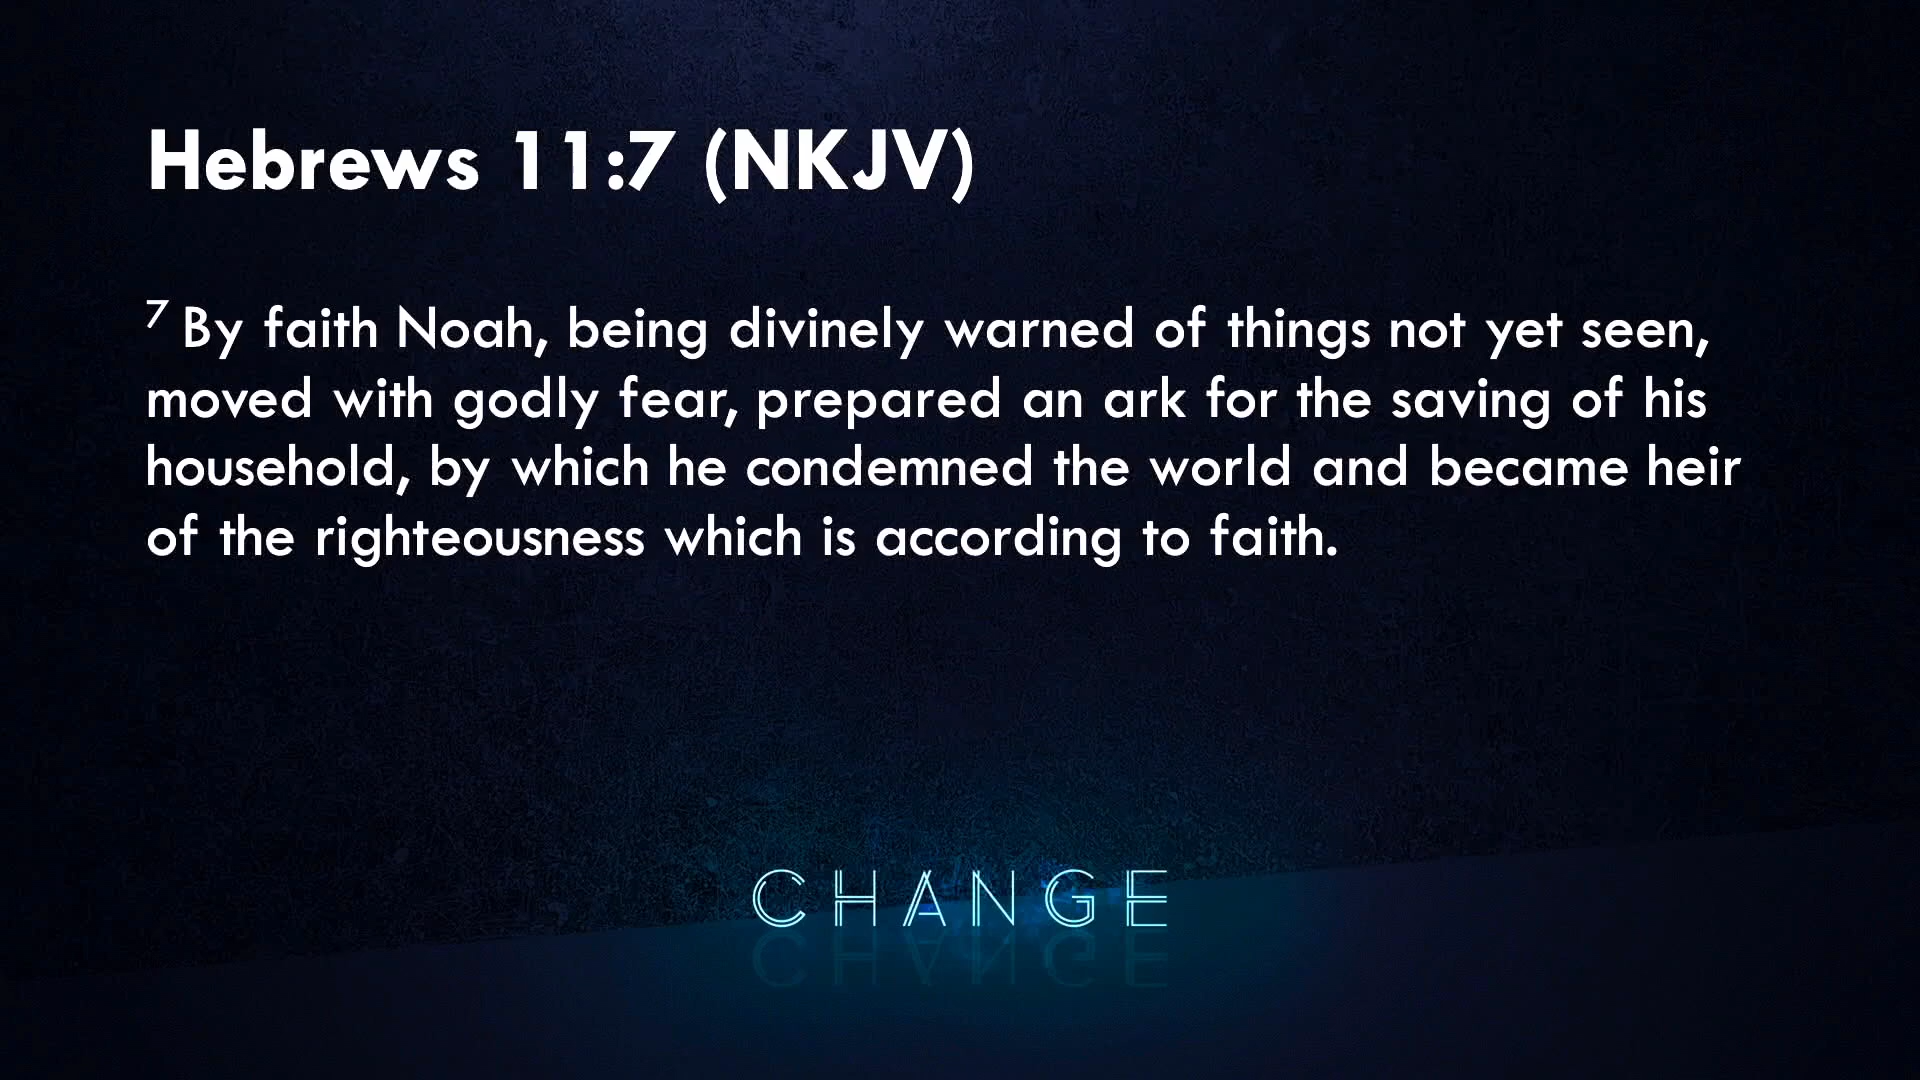 Hebrews 11:7 (NKJV)
7 By faith Noah, being divinely warned of things not yet seen,
moved with godly fear, prepared an ark for the saving of his
household, by which he condemned the world and became heir
of the righteousness which is according to faith.
CHANGE